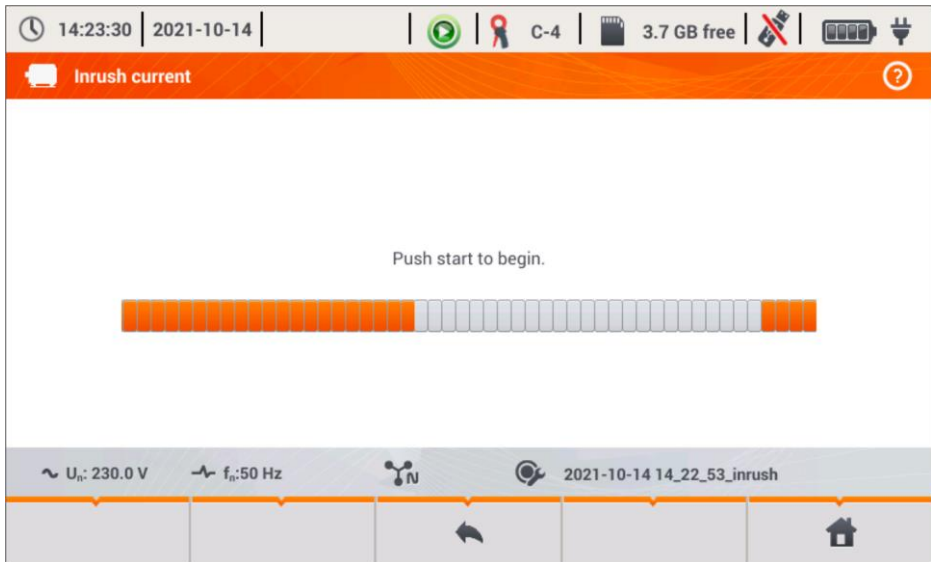 14:23:30 2021-10-14 C-4 3.7 GB free
Inrush current ?
Push start to begin.
Uₙ: 230.0 V fₙ:50 Hz N 2021-10-14 14_22_53_inrush